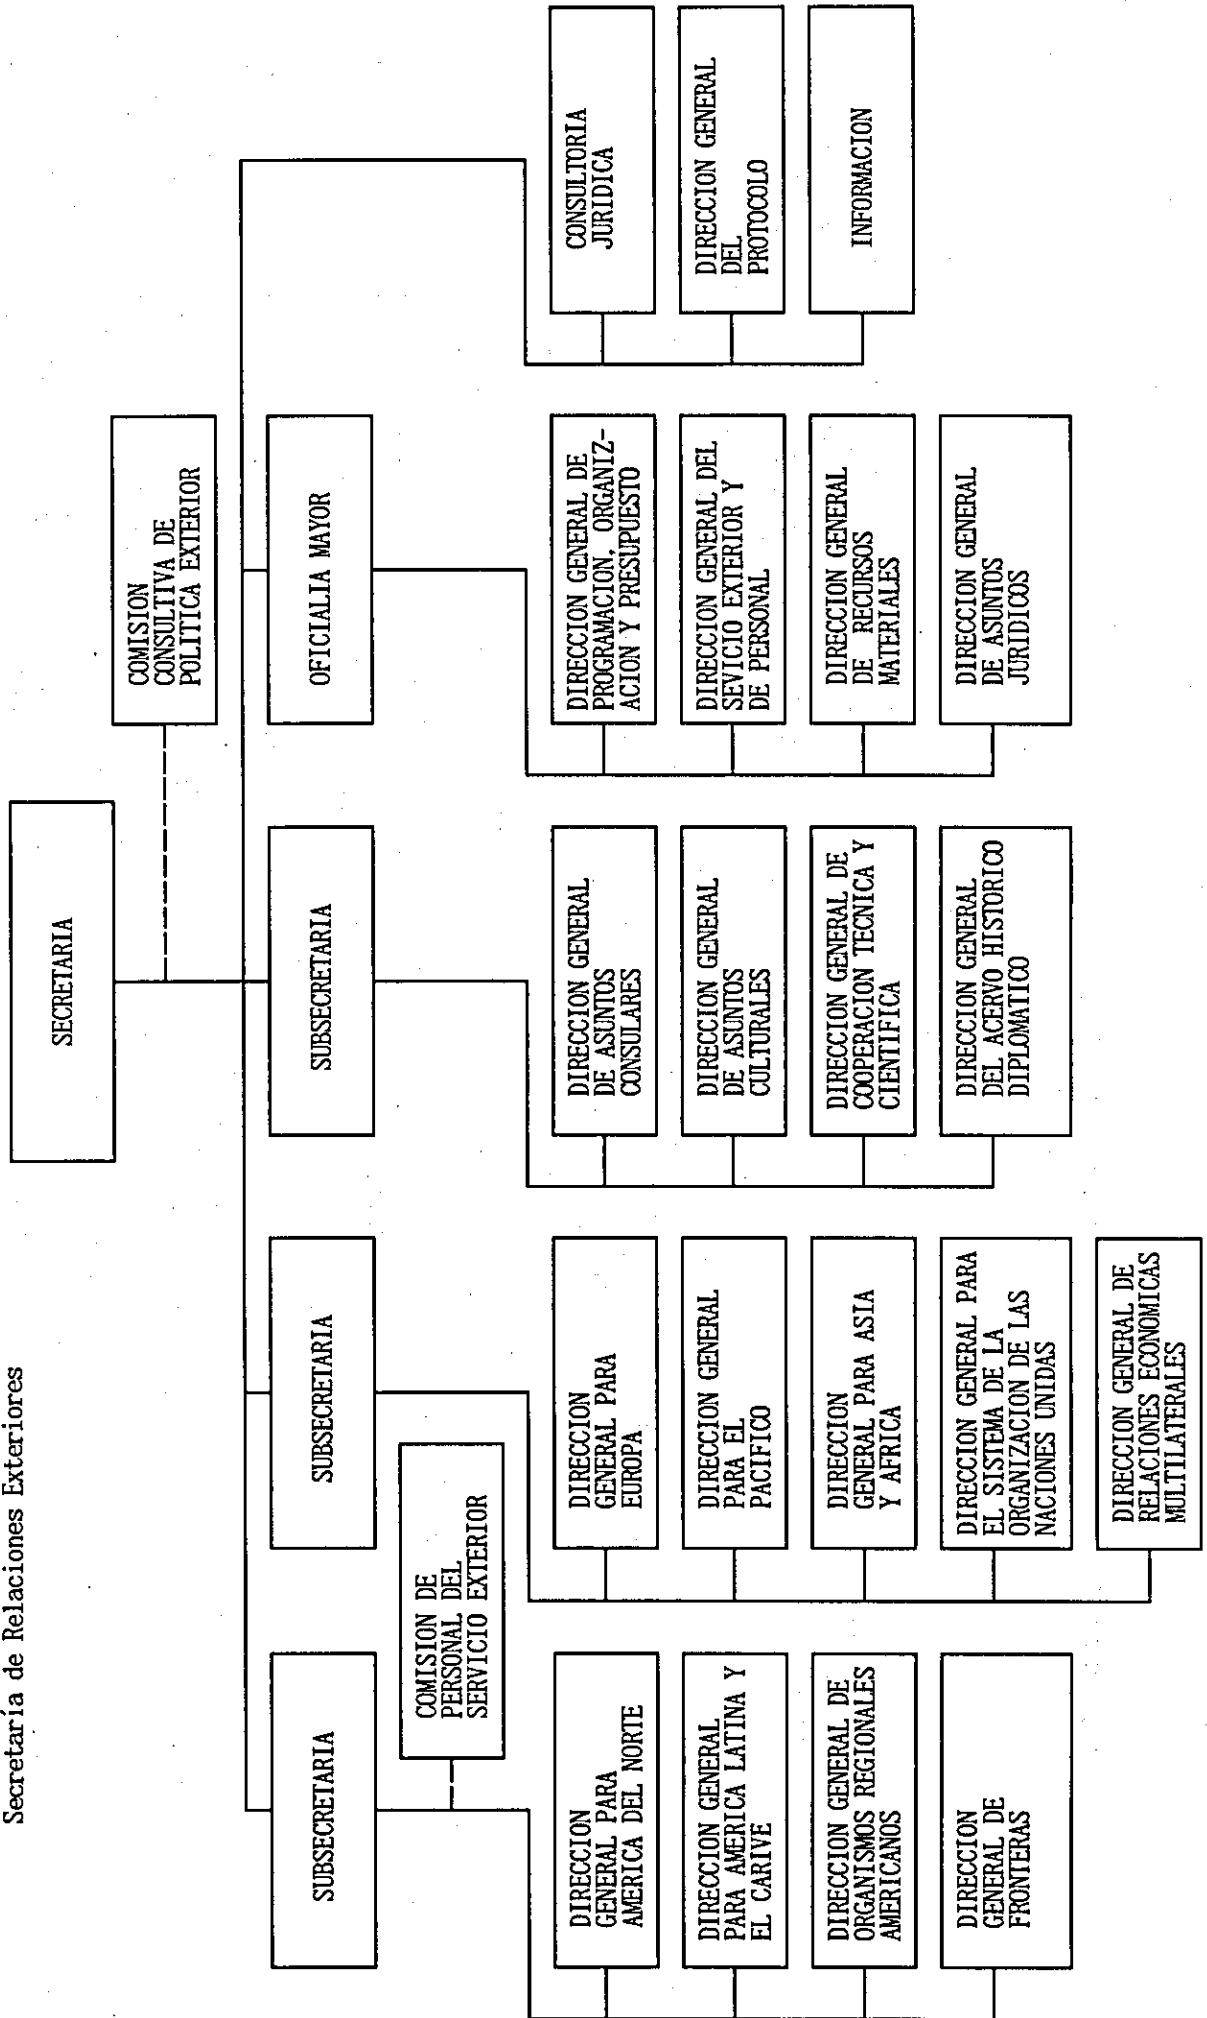 Secretaría de Relaciones Exteriores
SECRETARIA
COMISION
CONSULTIVA DE
POLITICA EXTERIOR
SUBSECRETARIA
SUBSECRETARIA
SUBSECRETARIA
OFICIALIA MAYOR
COMISION DE
PERSONAL DEL
SERVICIO EXTERIOR
DIRECCION
GENERAL PARA
AMERICA DEL NORTE
DIRECCION GENERAL
PARA AMERICA LATINA Y
EL CARIVE
DIRECCION GENERAL DE
ORGANISMOS REGIONALES
AMERICANOS
DIRECCION
GENERAL DE
FRONTERAS
DIRECCION
GENERAL PARA
EUROPA
DIRECCION GENERAL
PARA EL
PACIFICO
DIRECCION
GENERAL PARA ASIA
Y AFRICA
DIRECCION GENERAL PARA
EL SISTEMA DE LA
ORGANIZACION DE LAS
NACIONES UNIDAS
DIRECCION GENERAL DE
RELACIONES ECONOMICAS
MULTILATERALES
DIRECCION GENERAL
DE ASUNTOS
CONSULARES
DIRECCION GENERAL
DE ASUNTOS
CULTURALES
DIRECCION GENERAL DE
COOPERACION TECNICA Y
CIENTIFICA
DIRECCION GENERAL
DEL ACERVO HISTORICO
DIPLOMATICO
DIRECCION GENERAL DE
PROGRAMACION, ORGANIZ-
ACION Y PRESUPUESTO
DIRECCION GENERAL DEL
SEVICIO EXTERIOR Y
DE PERSONAL
DIRECCION GENERAL
DE RECURSOS
MATERIALES
DIRECCION GENERAL
DE ASUNTOS
JURIDICOS
CONSULTORIA
JURIDICA
DIRECCION GENERAL
DEL
PROTOCOLO
INFORMACION